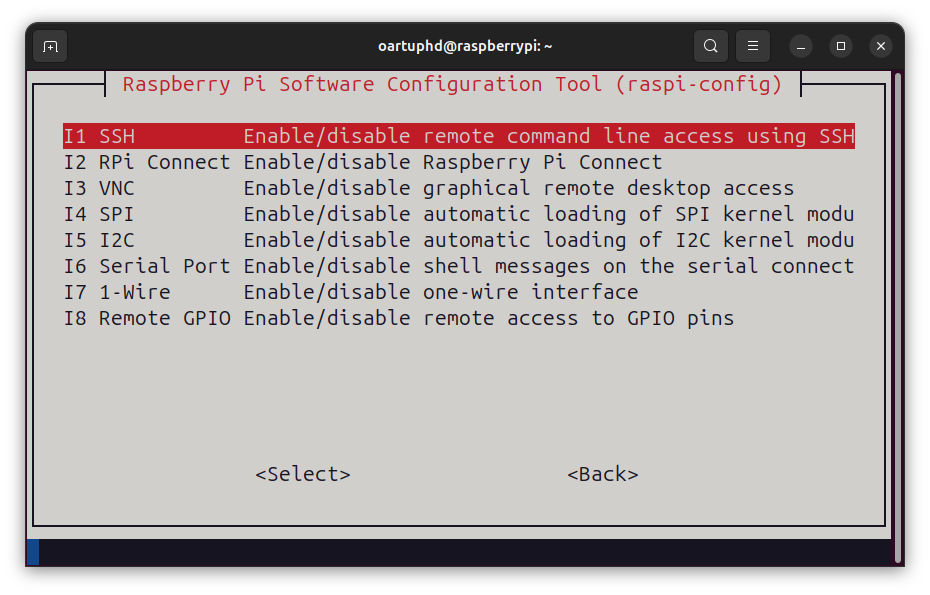 oartuphd@raspberrypi: ~
Raspberry Pi Software Configuration Tool (raspi-config)
I1 SSH Enable/disable remote command line access using SSH
I2 RPi Connect Enable/disable Raspberry Pi Connect
I3 VNC Enable/disable graphical remote desktop access
I4 SPI Enable/disable automatic loading of SPI kernel modu
I5 I2C Enable/disable automatic loading of I2C kernel modu
I6 Serial Port Enable/disable shell messages on the serial connect
I7 1-Wire Enable/disable one-wire interface
I8 Remote GPIO Enable/disable remote access to GPIO pins
<Select> <Back>